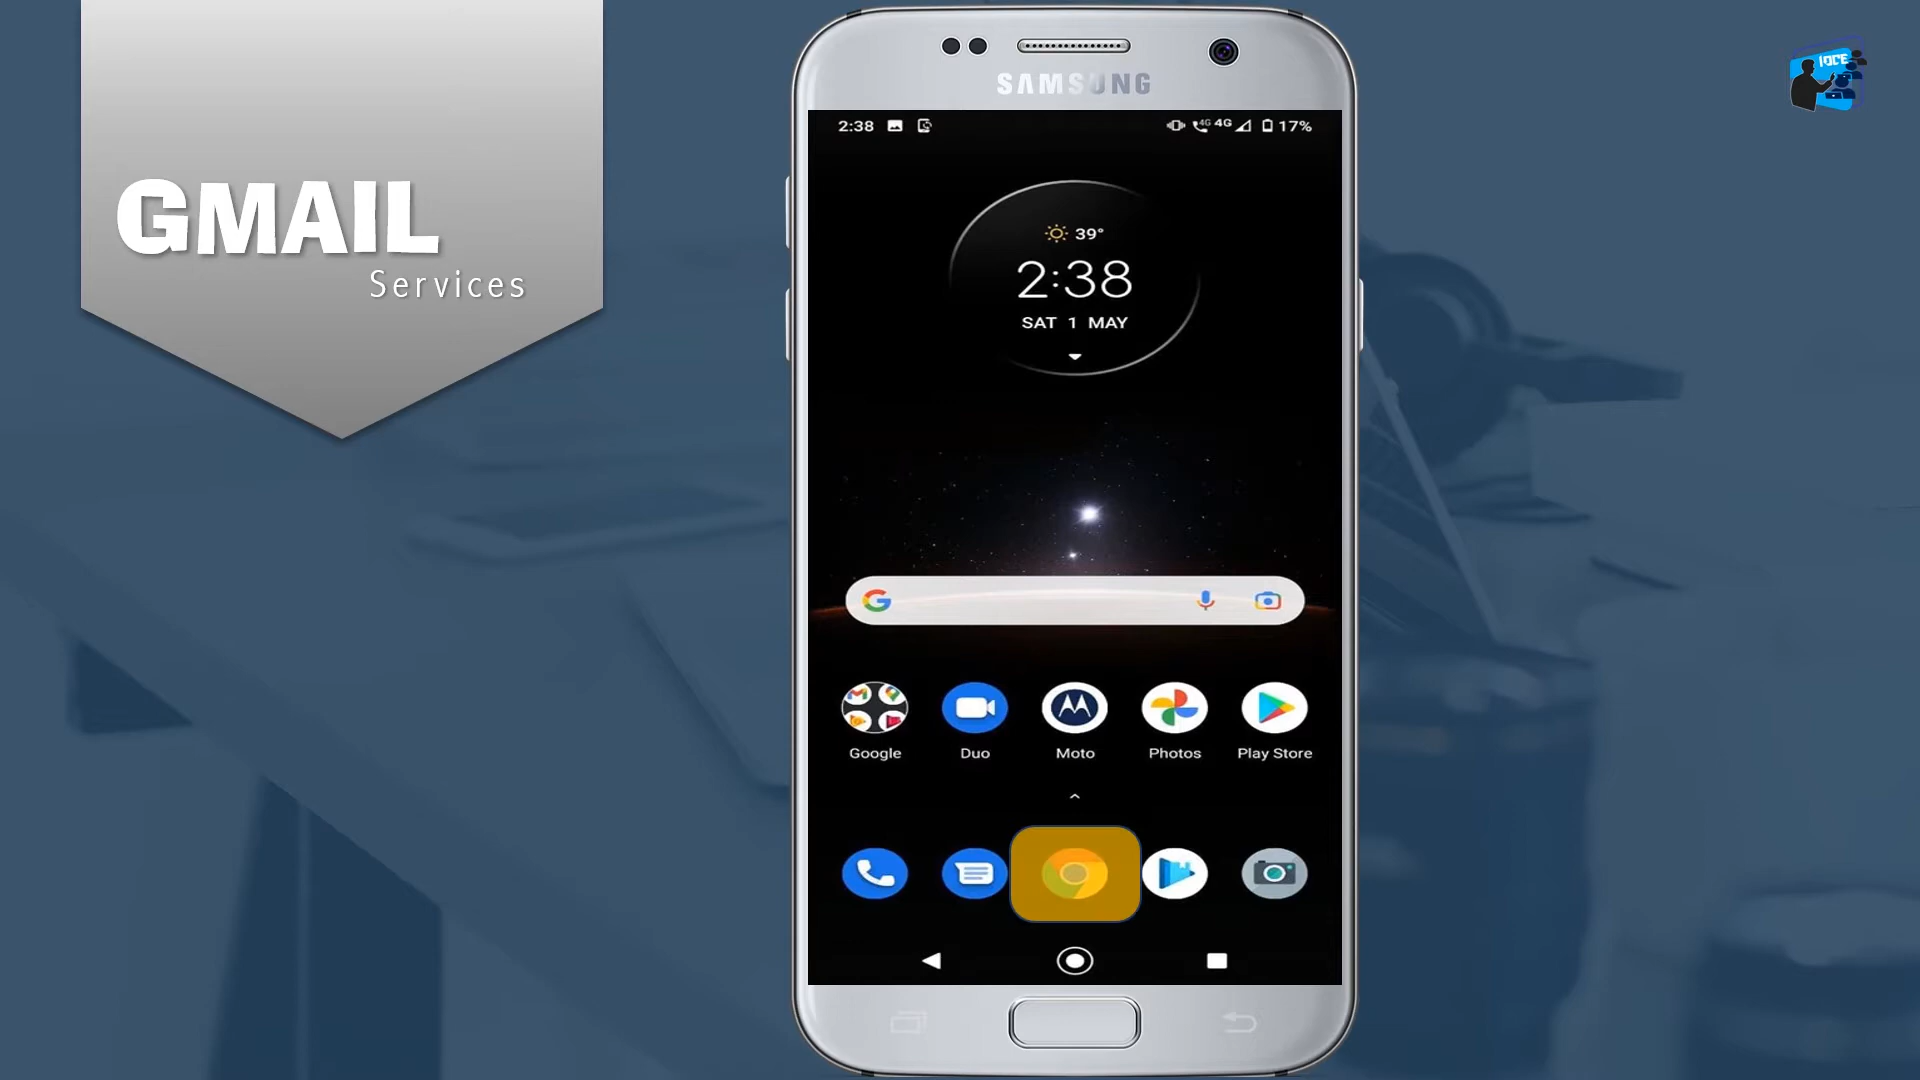 GMAIL
Services
IOCE
SAMSUNG
2:38
4G 4G 17%
39°
2:38
SAT 1 MAY
Google Duo Moto Photos Play Store